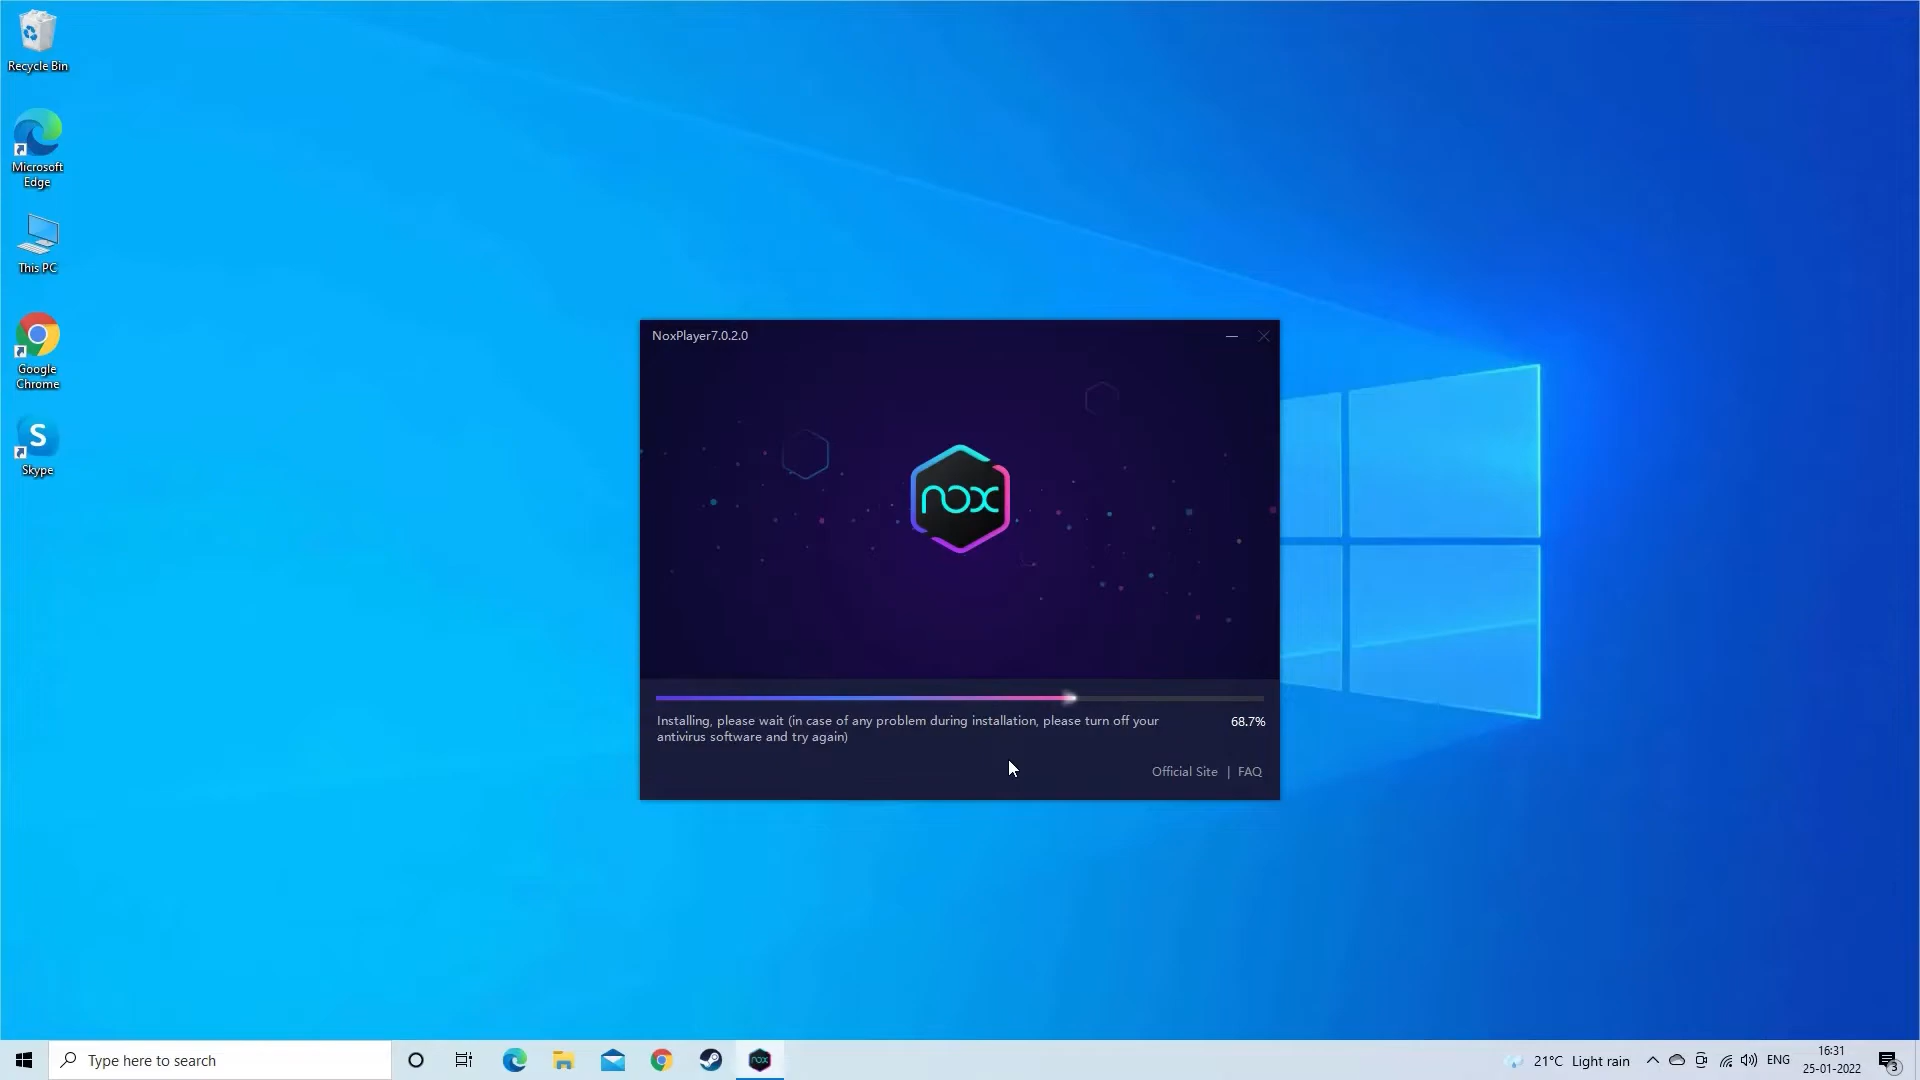 Recycle Bin
Microsoft
Edge
This PC
Google
Chrome
S
Skype
NoxPlayer7.0.2.0
nox
Installing, please wait (in case of any problem during installation, please turn off your
antivirus software and try again)
68.7%
Official Site | FAQ
Type here to search
nox
21°C Light rain
ENG
16:31
25-01-2022
3